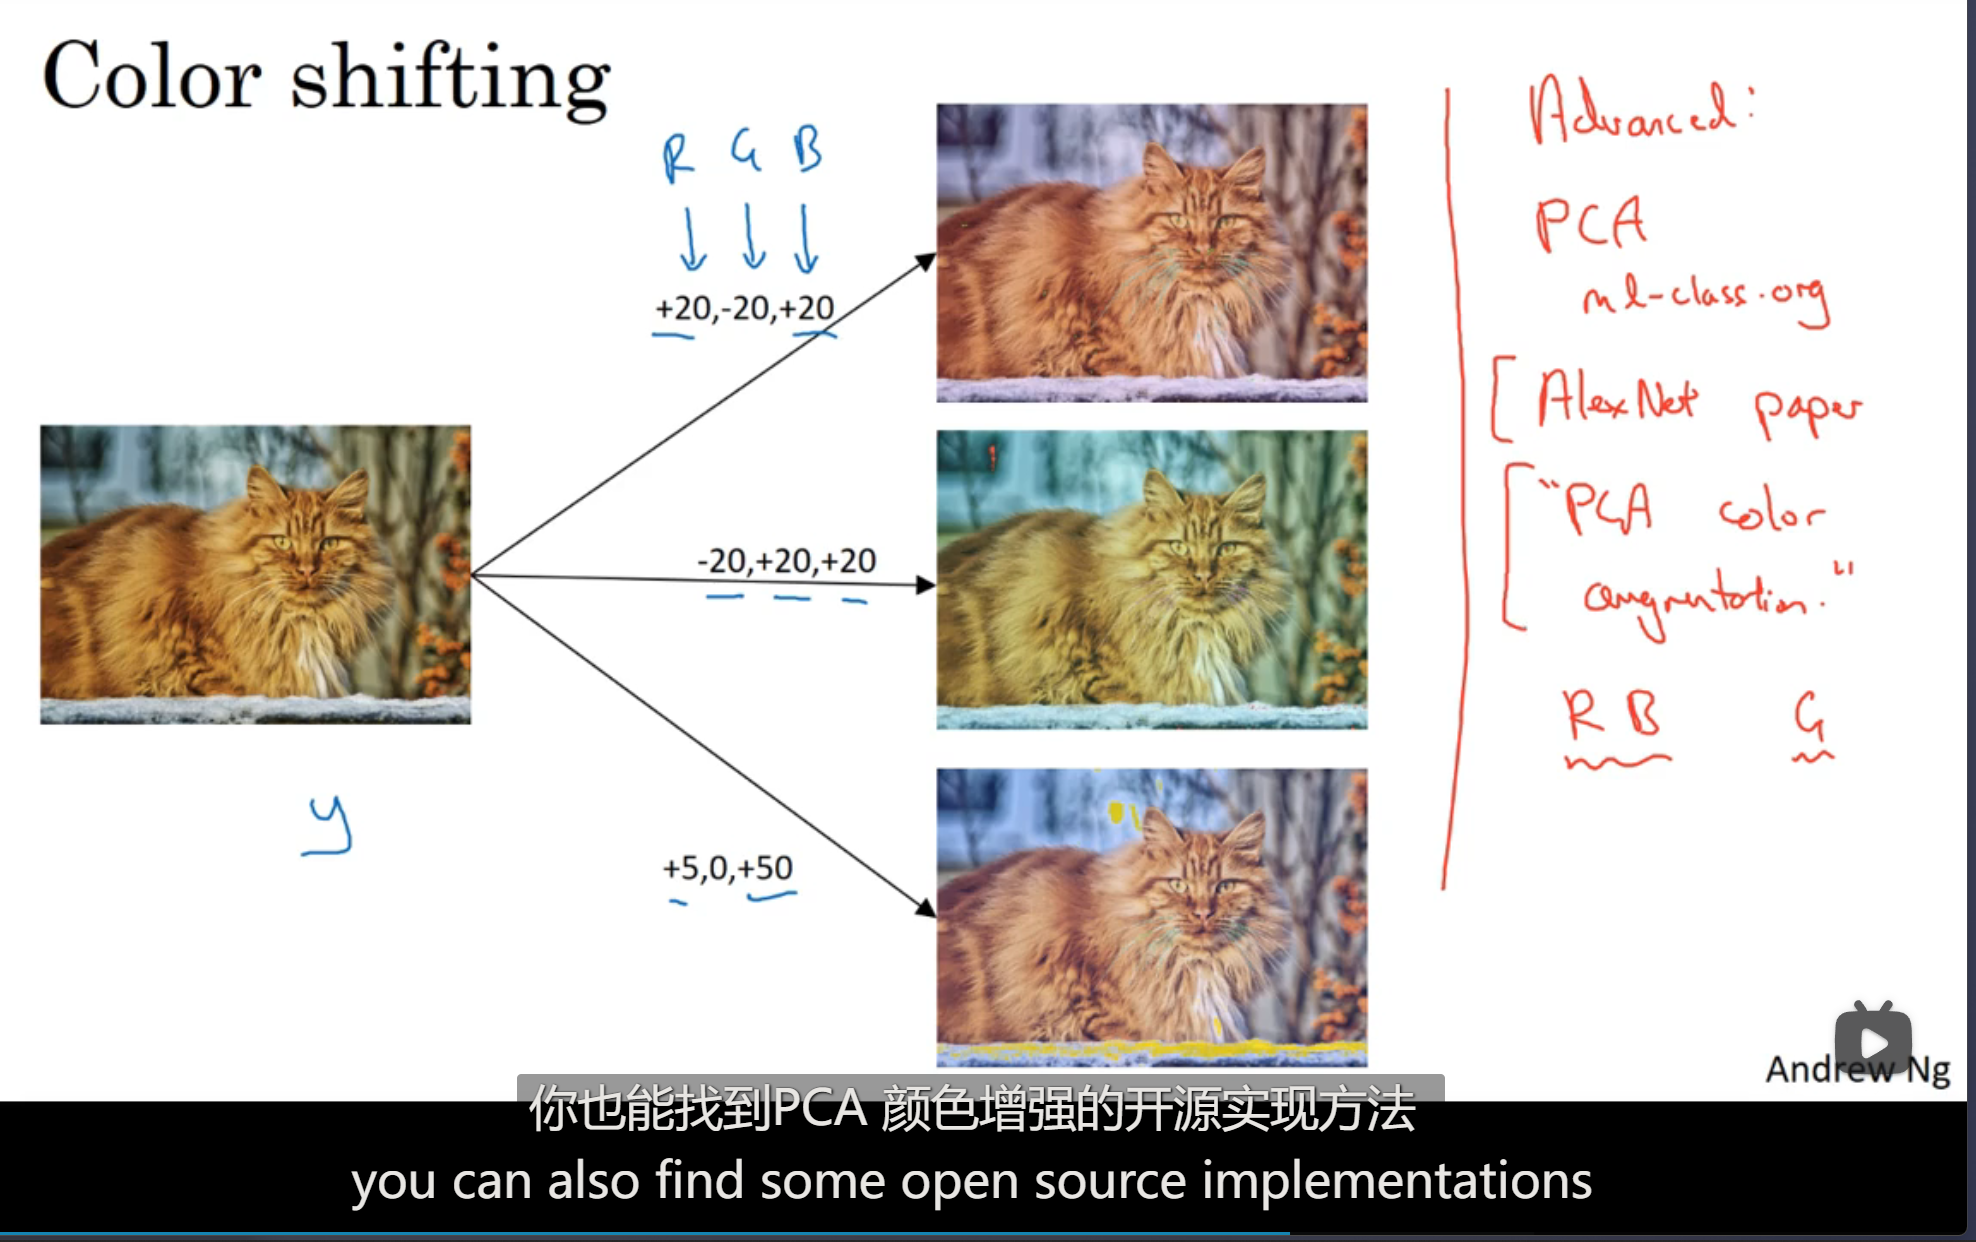 Color shifting
R G B
+20,-20,+20
-20,+20,+20
+5,0,+50
y
Advanced:
PCA
ml-class.org
AlexNet paper
"PCA color
augmentation."
R B G
Andrew Ng
你也能找到PCA 颜色增强的开源实现方法
you can also find some open source implementations